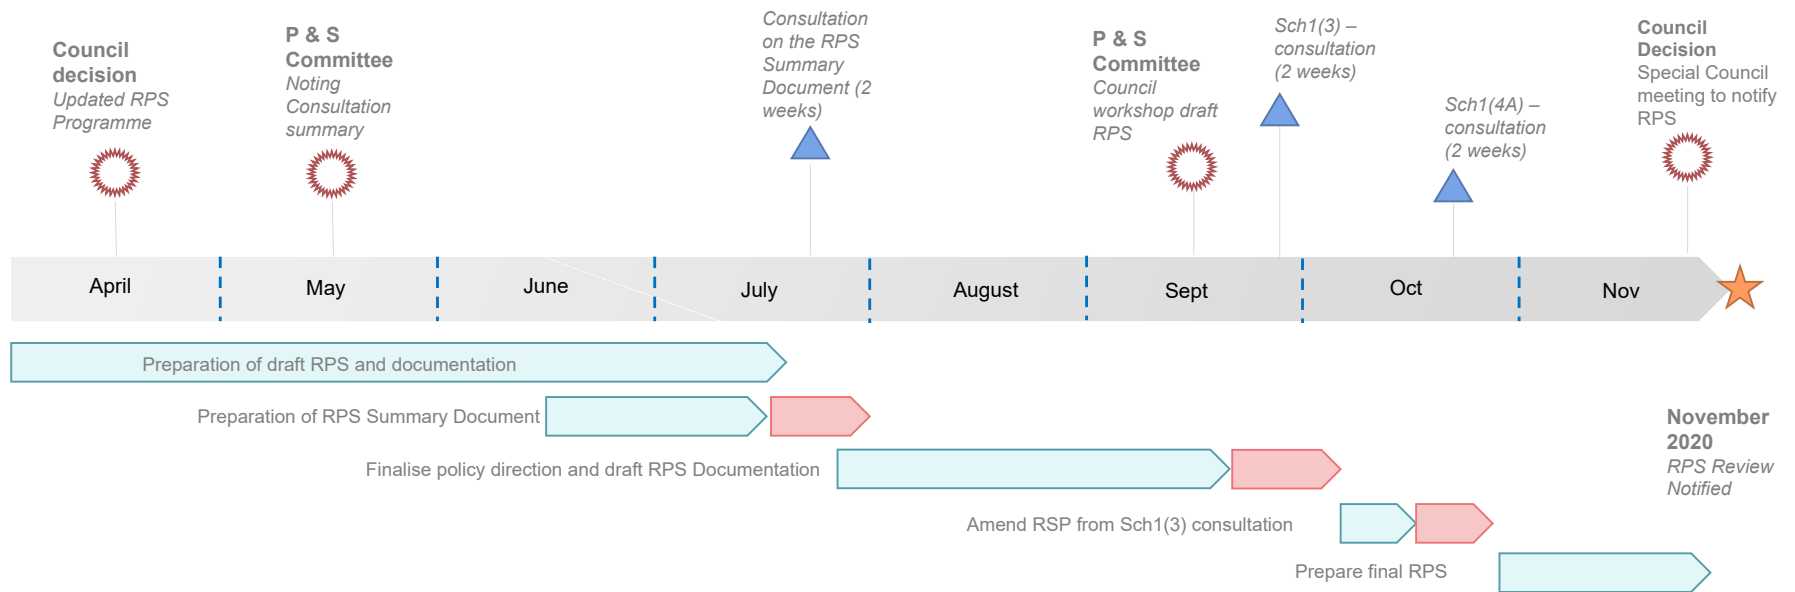 Council
decision
Updated RPS
Programme
P & S
Committee
Noting
Consultation
summary
Consultation
on the RPS
Summary
Document (2
weeks)
P & S
Committee
Council
workshop draft
RPS
Sch1(3) –
consultation
(2 weeks)
Sch1(4A) –
consultation
(2 weeks)
Council
Decision
Special Council
meeting to notify
RPS
April
May
June
July
August
Sept
Oct
Nov
Preparation of draft RPS and documentation
Preparation of RPS Summary Document
Finalise policy direction and draft RPS Documentation
Amend RSP from Sch1(3) consultation
Prepare final RPS
November
2020
RPS Review
Notified